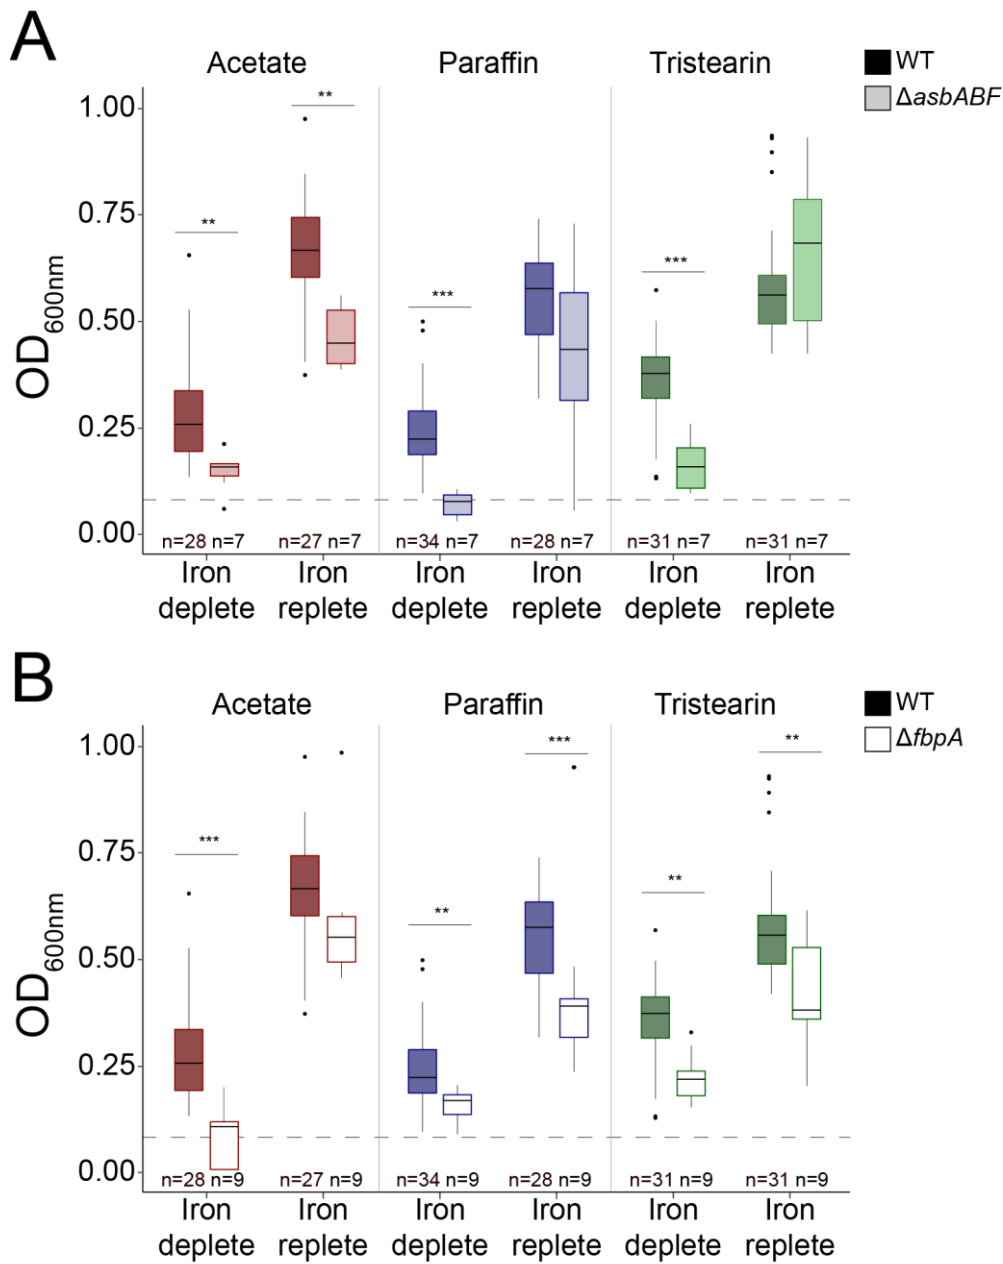 A
Acetate Paraffin Tristearin
WT
ΔasbABF
** ** *** ***
OD600nm
1.00
0.75
0.50
0.25
0.00
n=28 n=7 n=27 n=7 n=34 n=7 n=28 n=7 n=31 n=7 n=31 n=7
Iron Iron Iron Iron Iron Iron
deplete replete deplete replete deplete replete
B
Acetate Paraffin Tristearin
WT
ΔfbpA
*** ** *** ** **
OD600nm
1.00
0.75
0.50
0.25
0.00
n=28 n=9 n=27 n=9 n=34 n=9 n=28 n=9 n=31 n=9 n=31 n=9
Iron Iron Iron Iron Iron Iron
deplete replete deplete replete deplete replete